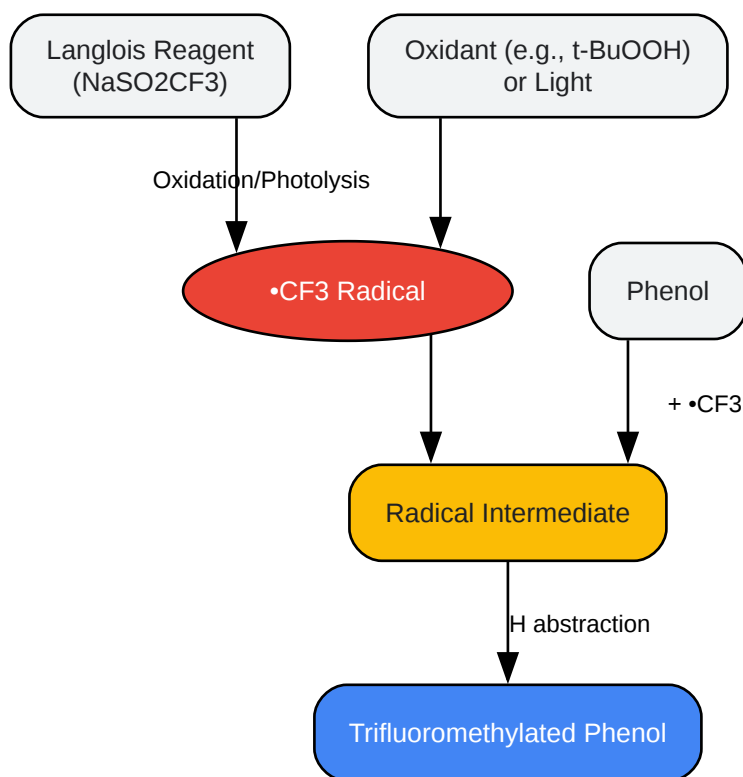 Langlois Reagent
(NaSO2CF3)
Oxidant (e.g., t-BuOOH)
or Light
Oxidation/Photolysis
•CF3 Radical
Phenol
+ •CF3
Radical Intermediate
H abstraction
Trifluoromethylated Phenol